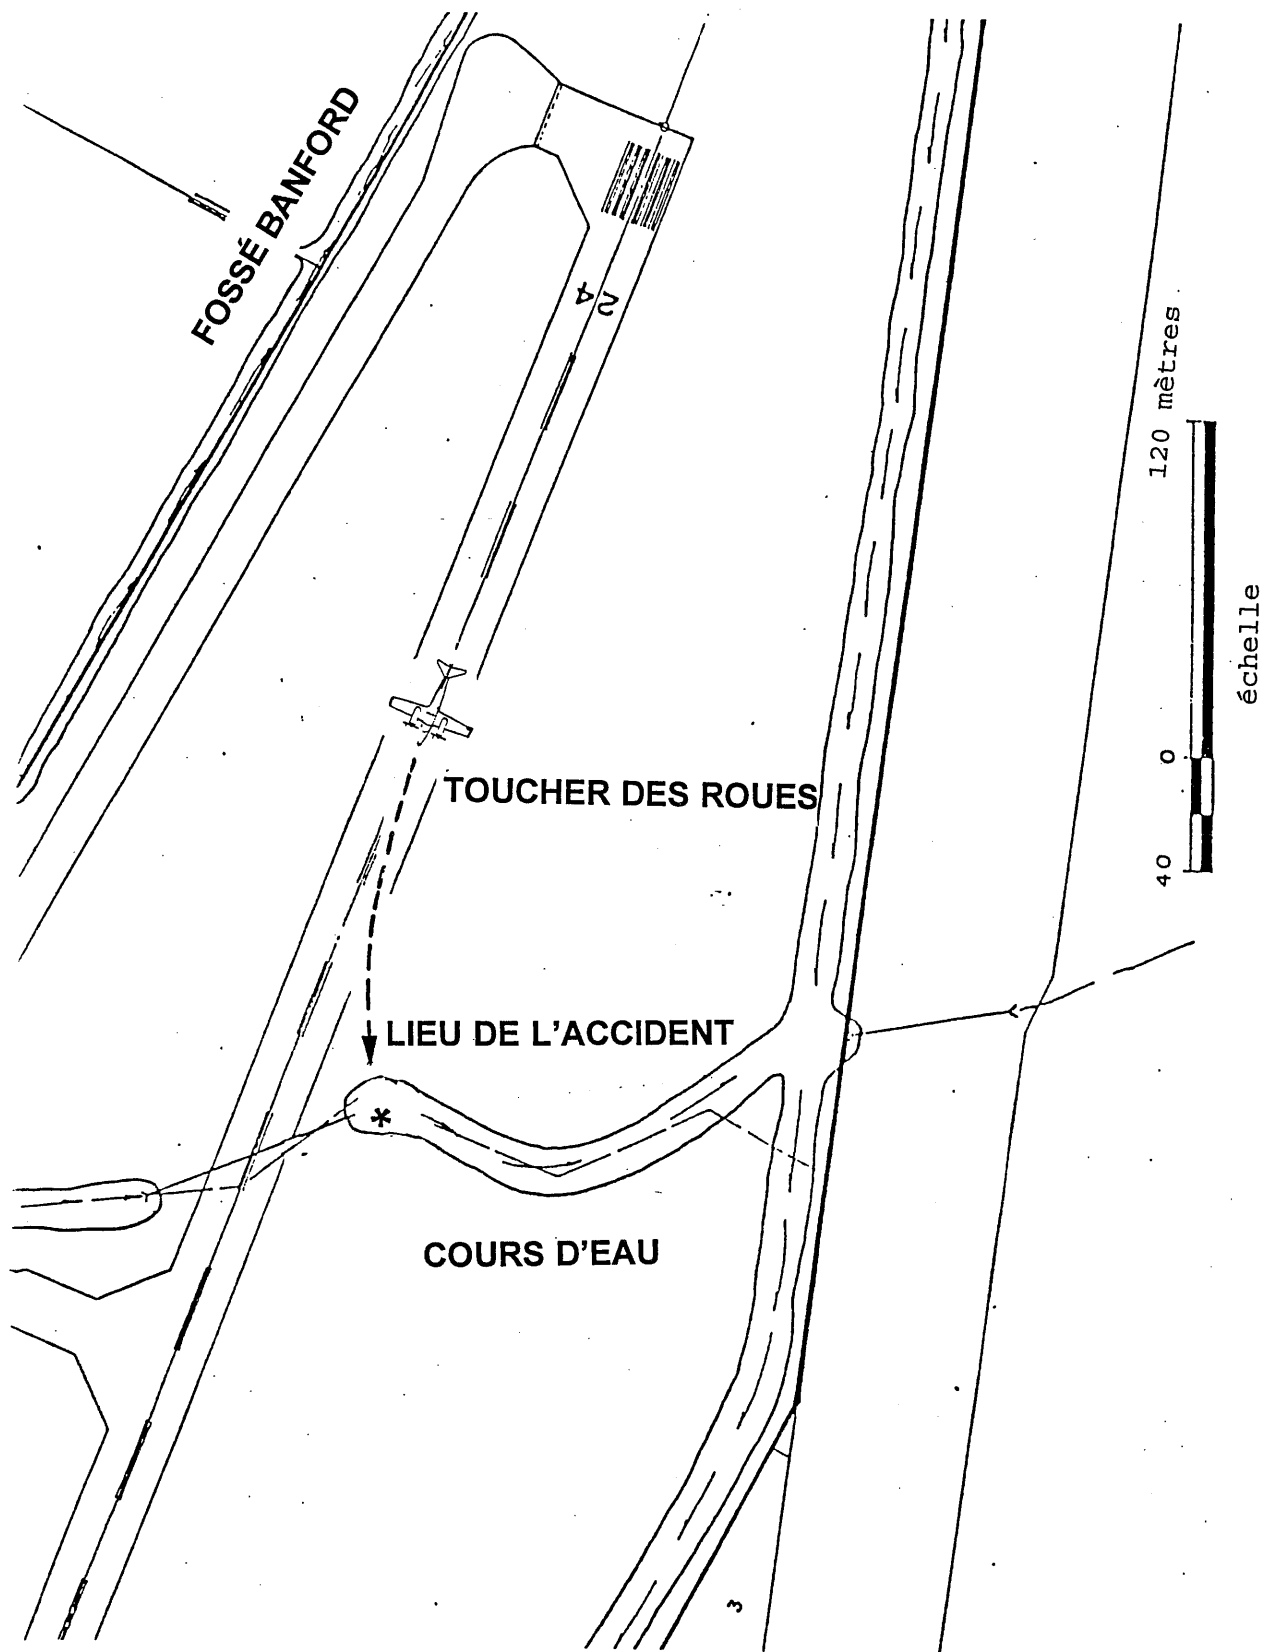 FOSSÉ BANFORD
24
TOUCHER DES ROUES
LIEU DE L'ACCIDENT
COURS D'EAU
120 mètres
0
40
échelle
3